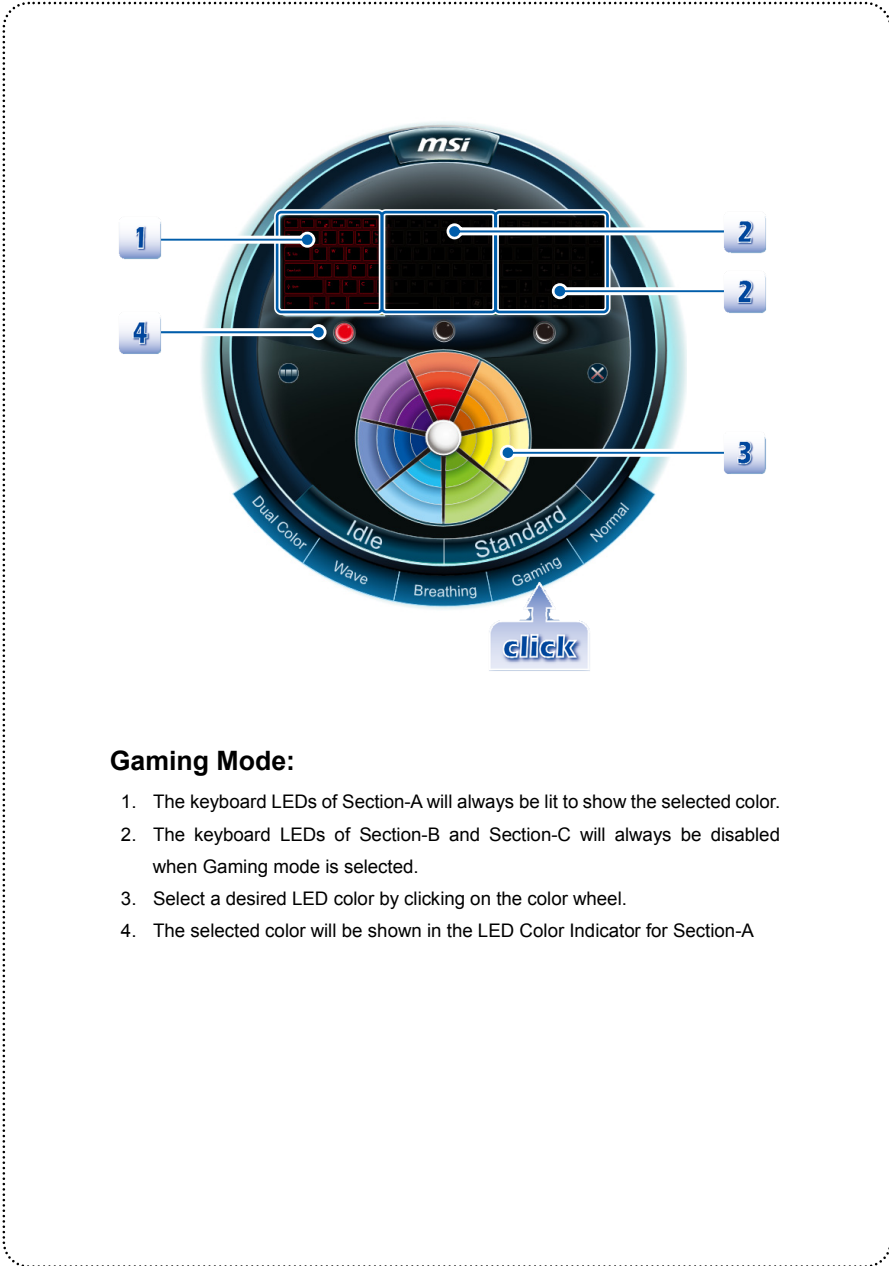 msi
1
2
2
4
3
Dual Color
Idle
Standard
Normal
Wave
Breathing
Gaming
click
Gaming Mode:
1. The keyboard LEDs of Section-A will always be lit to show the selected color.
2. The keyboard LEDs of Section-B and Section-C will always be disabled
when Gaming mode is selected.
3. Select a desired LED color by clicking on the color wheel.
4. The selected color will be shown in the LED Color Indicator for Section-A